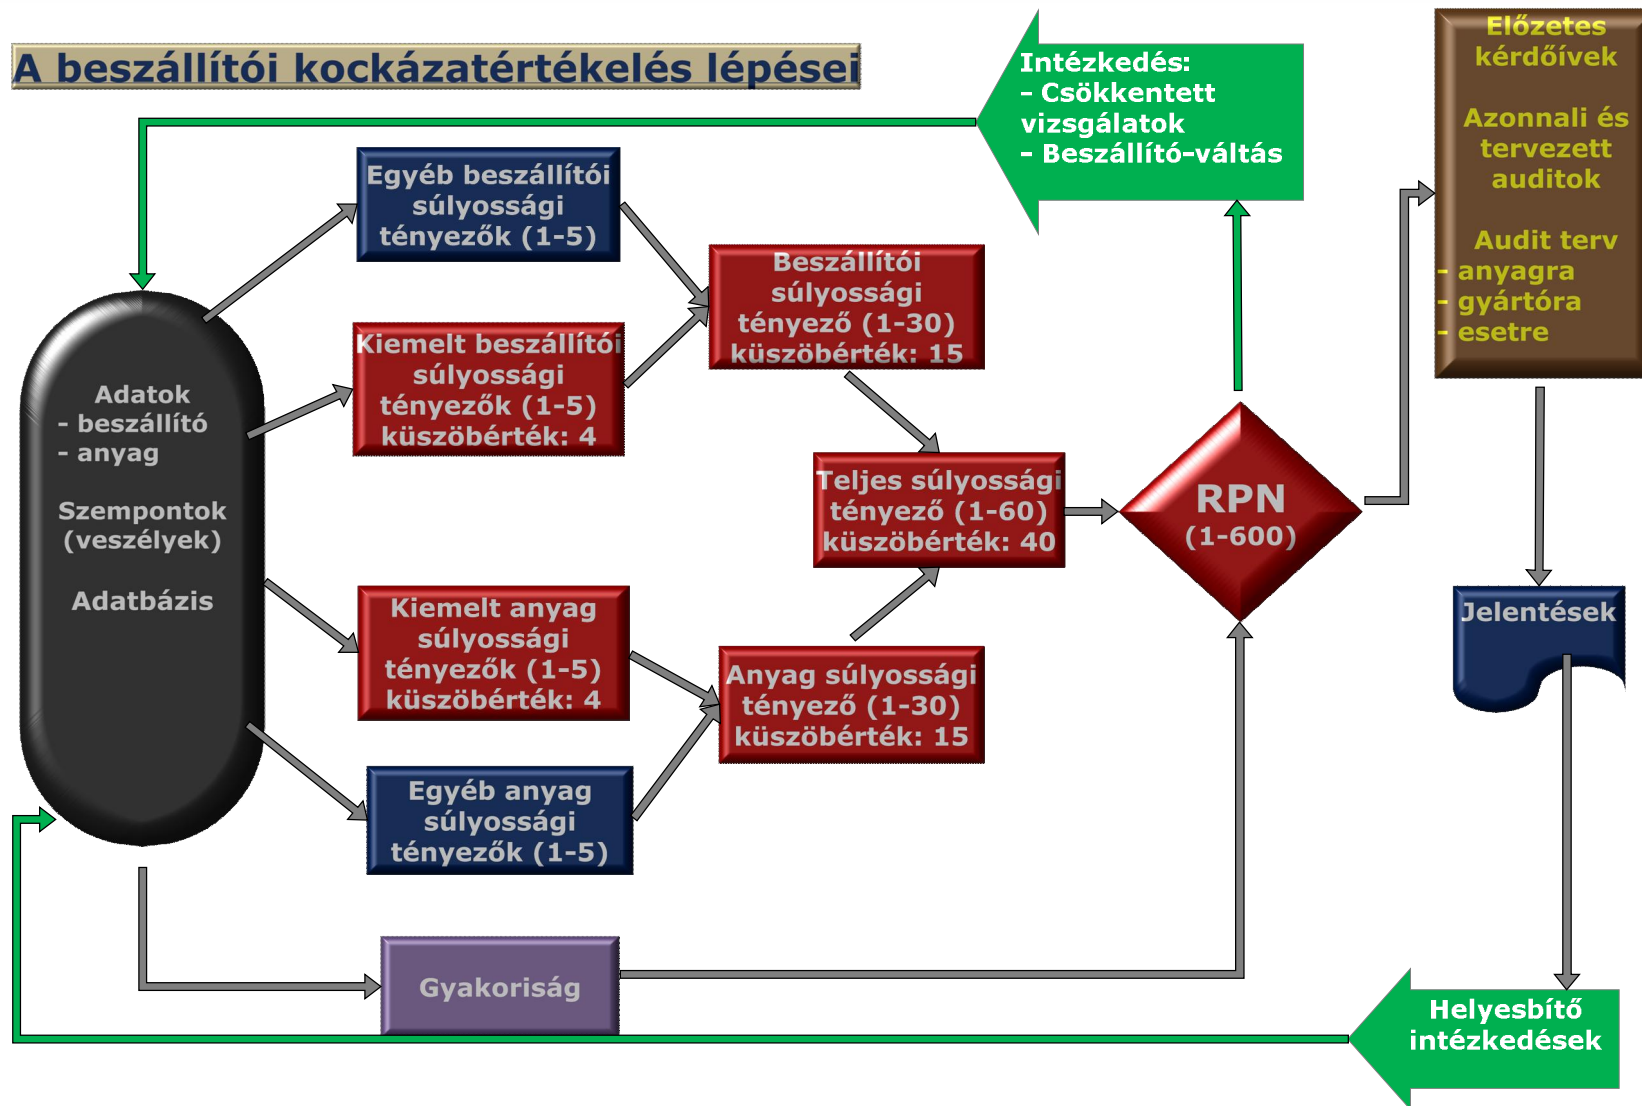 A beszállítói kockázatértékelés lépései
Intézkedés:
- Csökkentett
vizsgálatok
- Beszállító-váltás
Előzetes
kérdőívek
Azonnali és
tervezett
auditok
Audit terv
- anyagra
- gyártóra
- esetre
Egyéb beszállítói
súlyossági
tényezők (1-5)
Beszállítói
súlyossági
tényező (1-30)
küszöbérték: 15
Kiemelt beszállítói
súlyossági
tényezők (1-5)
küszöbérték: 4
Adatok
- beszállító
- anyag
Szempontok
(veszélyek)
Adatbázis
Teljes súlyossági
tényező (1-60)
küszöbérték: 40
RPN
(1-600)
Kiemelt anyag
súlyossági
tényezők (1-5)
küszöbérték: 4
Jelentések
Anyag súlyossági
tényező (1-30)
küszöbérték: 15
Egyéb anyag
súlyossági
tényezők (1-5)
Gyakoriság
Helyesbítő
intézkedések